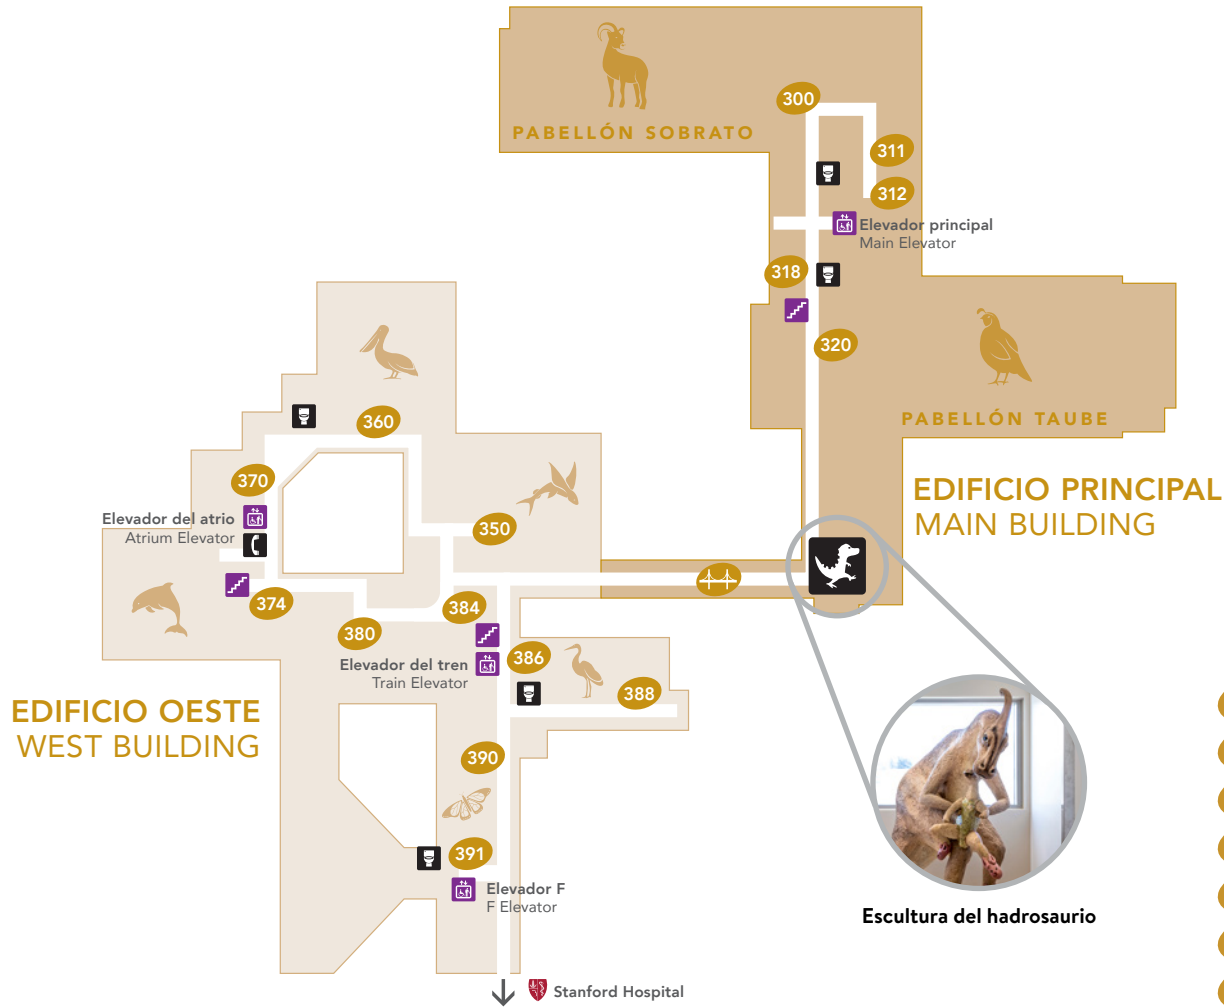 300
PABELLÓN SOBRATO
311
312
Elevador principal
Main Elevator
318
320
PABELLÓN TAUBE
EDIFICIO PRINCIPAL
MAIN BUILDING
360
370
Elevador del atrio
Atrium Elevator
350
374
384
380
386
Elevador del tren
Train Elevator
388
EDIFICIO OESTE
WEST BUILDING
390
391
Elevador F
F Elevator
Escultura del hadrosaurio
Stanford Hospital